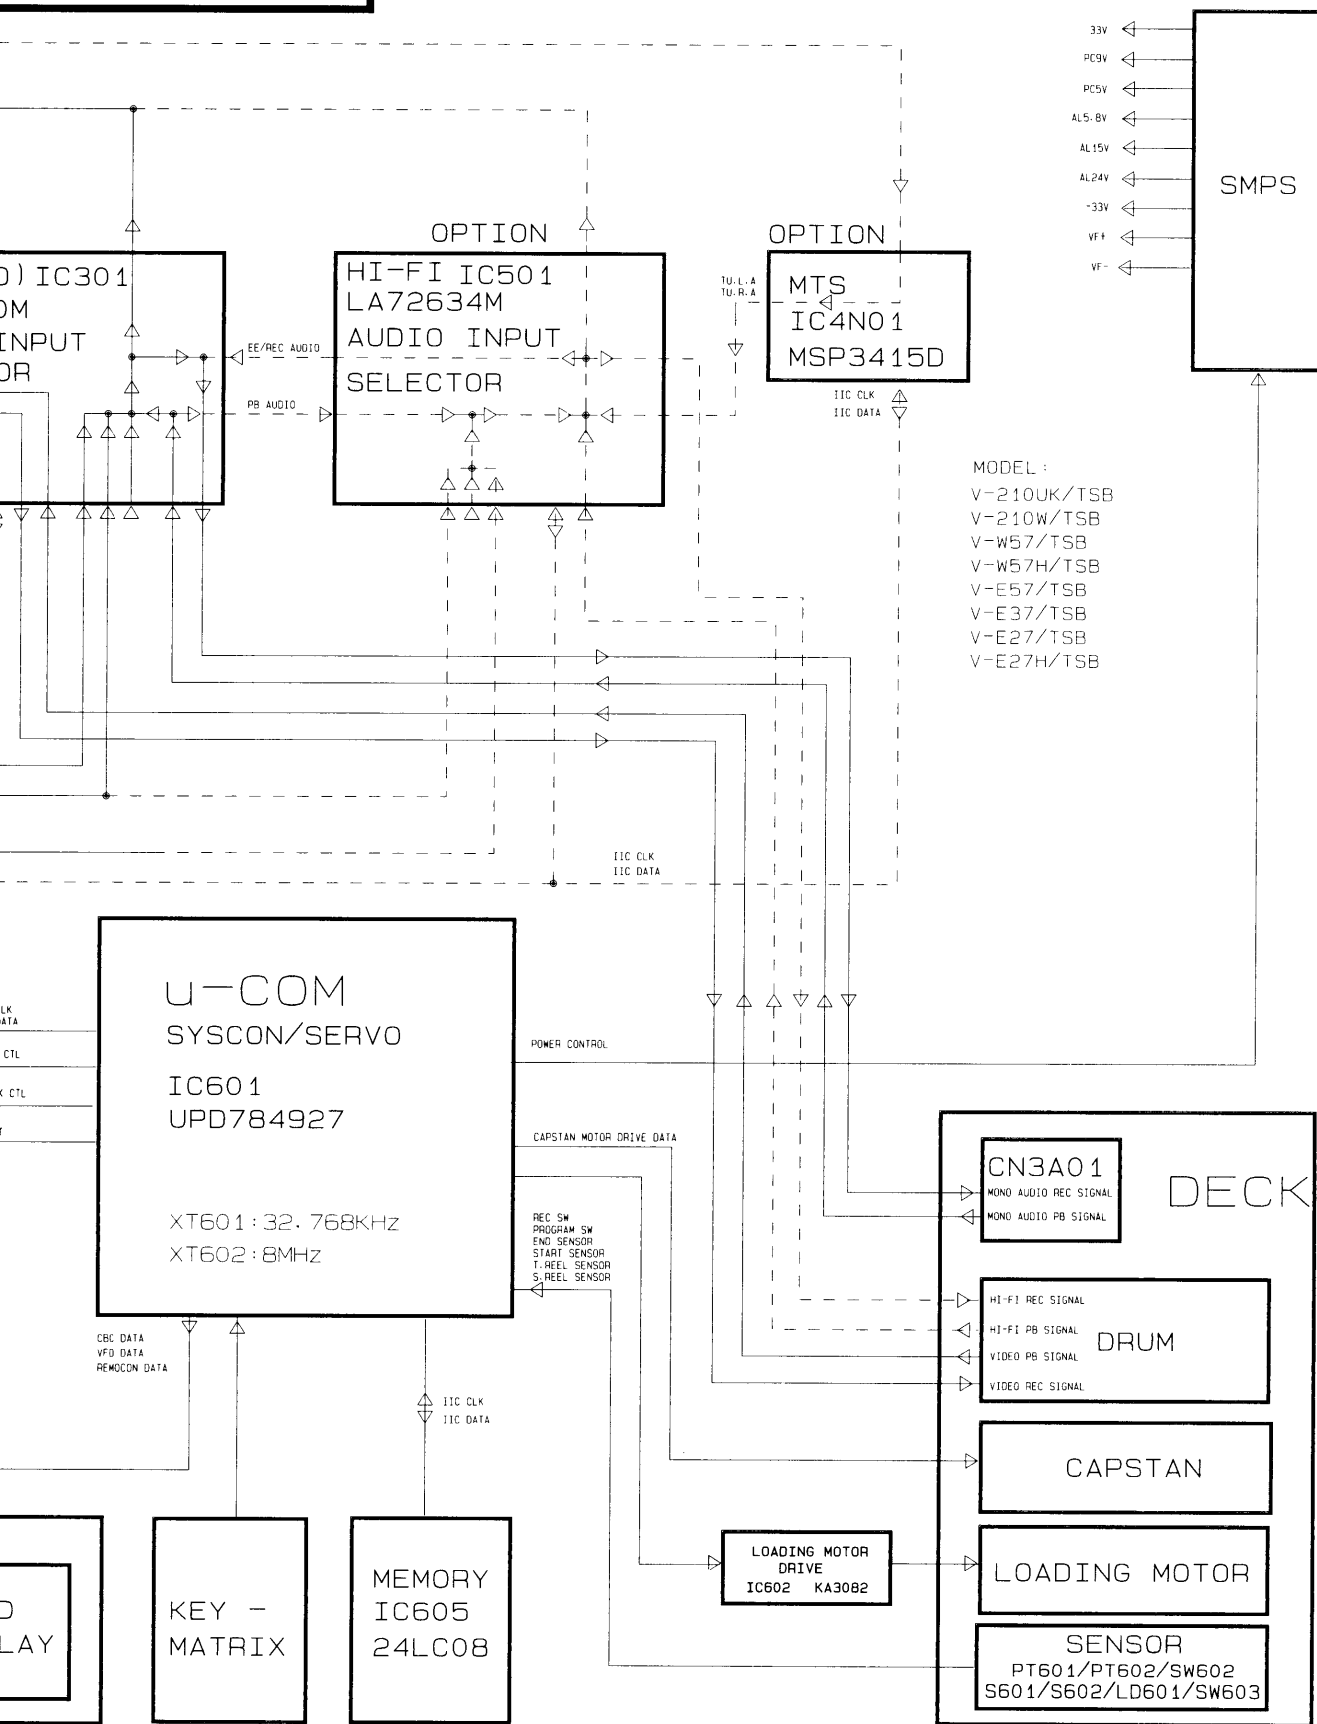 33V
PC9V
PC5V
AL5.8V
AL15V
AL24V
-33V
VF+
VF-
SMPS
OPTION
OPTION
D)IC301
OM
INPUT
OR
HI-FI IC501
LA72634M
AUDIO INPUT
SELECTOR
EE/REC AUDIO
PB AUDIO
TU.L.A
TU.R.A
MTS
IC4N01
MSP3415D
IIC CLK
IIC DATA
MODEL :
V-210UK/TSB
V-210W/TSB
V-W57/TSB
V-W57H/TSB
V-E57/TSB
V-E37/TSB
V-E27/TSB
V-E27H/TSB
IIC CLK
IIC DATA
u-COM
SYSCON/SERVO
IC601
UPD784927
XT601:32.768KHz
XT602:8MHz
LK
ATA
CTL
K CTL
T
POWER CONTROL
CAPSTAN MOTOR DRIVE DATA
REC SW
PROGRAM SW
END SENSOR
START SENSOR
T.REEL SENSOR
S.REEL SENSOR
CBC DATA
VFD DATA
REMOCON DATA
IIC CLK
IIC DATA
DECK
CN3A01
MONO AUDIO REC SIGNAL
MONO AUDIO PB SIGNAL
HI-FI REC SIGNAL
HI-FI PB SIGNAL
DRUM
VIDEO PB SIGNAL
VIDEO REC SIGNAL
CAPSTAN
LOADING MOTOR
DRIVE
IC602 KA3082
LOADING MOTOR
SENSOR
PT601/PT602/SW602
S601/S602/LD601/SW603
D
LAY
KEY -
MATRIX
MEMORY
IC605
24LC08